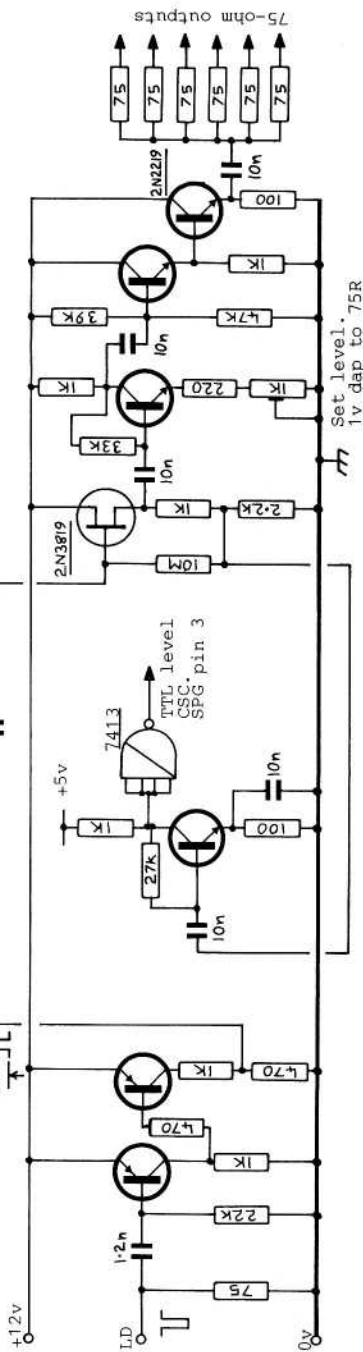 +12v
LD
0v
75
1·2n
22k
1K
470
1K
470
10n
27k
1K
+5v
100
10n
7413
TTL level
CSC.
SPG pin 3
2N3819
10M
1K
2·2k
10n
33k
1K
220
1K
Set level.
1v dap to 75R
10n
39K
47K
1K
2N2219
100
10n
75
75
75
75
75
75
75-ohm outputs